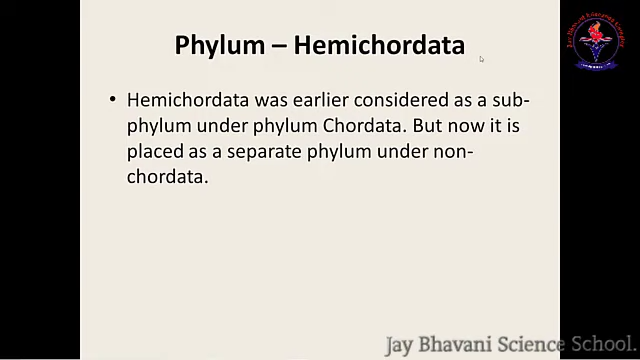 Phylum – Hemichordata
• Hemichordata was earlier considered as a sub-
phylum under phylum Chordata. But now it is
placed as a separate phylum under non-
chordata.
Jay Bhavani Science School.